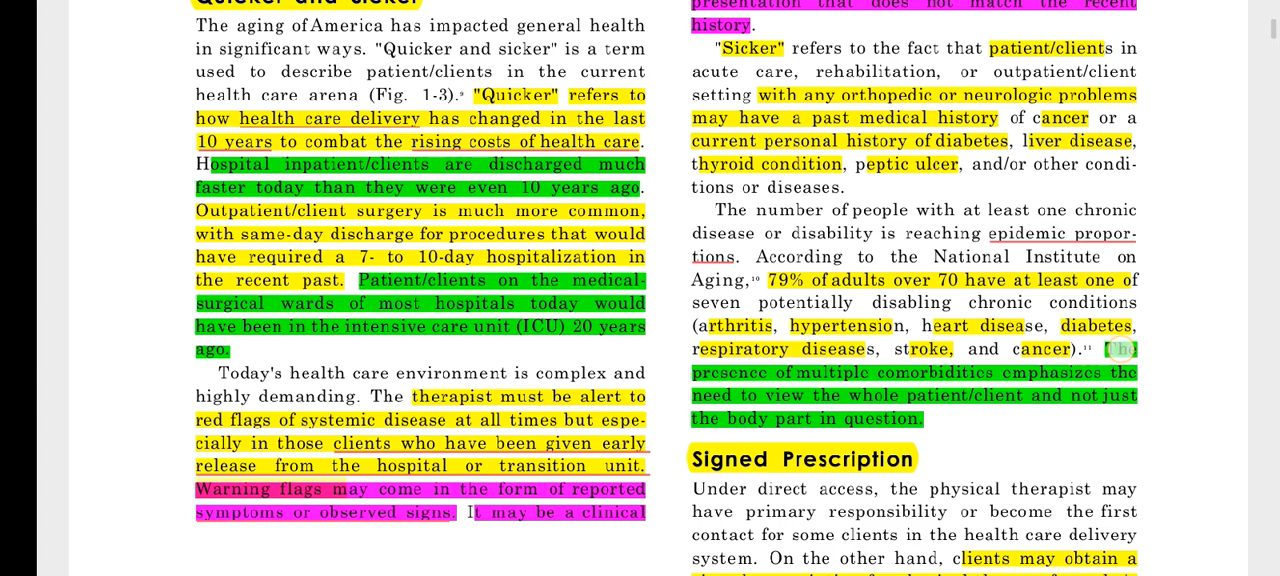 Quicker and Sicker
The aging of America has impacted general health
in significant ways. "Quicker and sicker" is a term
used to describe patient/clients in the current
health care arena (Fig. 1-3).⁹ "Quicker" refers to
how health care delivery has changed in the last
10 years to combat the rising costs of health care.
Hospital inpatient/clients are discharged much
faster today than they were even 10 years ago.
Outpatient/client surgery is much more common,
with same-day discharge for procedures that would
have required a 7- to 10-day hospitalization in
the recent past. Patient/clients on the medical-
surgical wards of most hospitals today would
have been in the intensive care unit (ICU) 20 years
ago.
Today's health care environment is complex and
highly demanding. The therapist must be alert to
red flags of systemic disease at all times but espe-
cially in those clients who have been given early
release from the hospital or transition unit.
Warning flags may come in the form of reported
symptoms or observed signs. It may be a clinical
presentation that does not match the recent
history.
"Sicker" refers to the fact that patient/clients in
acute care, rehabilitation, or outpatient/client
setting with any orthopedic or neurologic problems
may have a past medical history of cancer or a
current personal history of diabetes, liver disease,
thyroid condition, peptic ulcer, and/or other condi-
tions or diseases.
The number of people with at least one chronic
disease or disability is reaching epidemic propor-
tions. According to the National Institute on
Aging,¹⁰ 79% of adults over 70 have at least one of
seven potentially disabling chronic conditions
(arthritis, hypertension, heart disease, diabetes,
respiratory diseases, stroke, and cancer).¹¹ The
presence of multiple comorbidities emphasizes the
need to view the whole patient/client and not just
the body part in question.
Signed Prescription
Under direct access, the physical therapist may
have primary responsibility or become the first
contact for some clients in the health care delivery
system. On the other hand, clients may obtain a